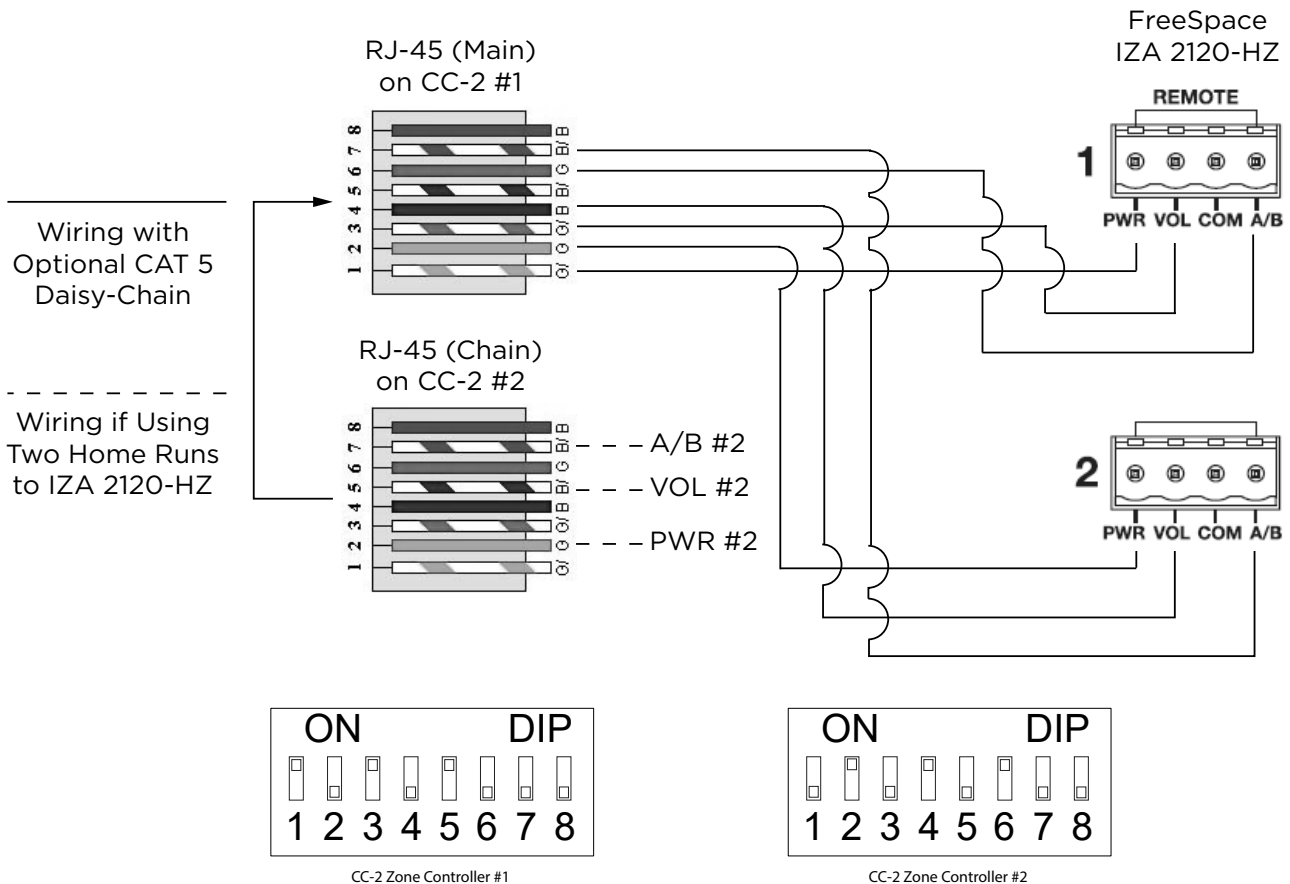 FreeSpace
IZA 2120-HZ
REMOTE
1
PWR VOL COM A/B
RJ-45 (Main)
on CC-2 #1
8
7
6
5
4
3
2
1
Wiring with
Optional CAT 5
Daisy-Chain
RJ-45 (Chain)
on CC-2 #2
8
7
6
5
4
3
2
1
A/B #2
VOL #2
PWR #2
Wiring if Using
Two Home Runs
to IZA 2120-HZ
2
PWR VOL COM A/B
ON DIP
1 2 3 4 5 6 7 8
CC-2 Zone Controller #1
ON DIP
1 2 3 4 5 6 7 8
CC-2 Zone Controller #2